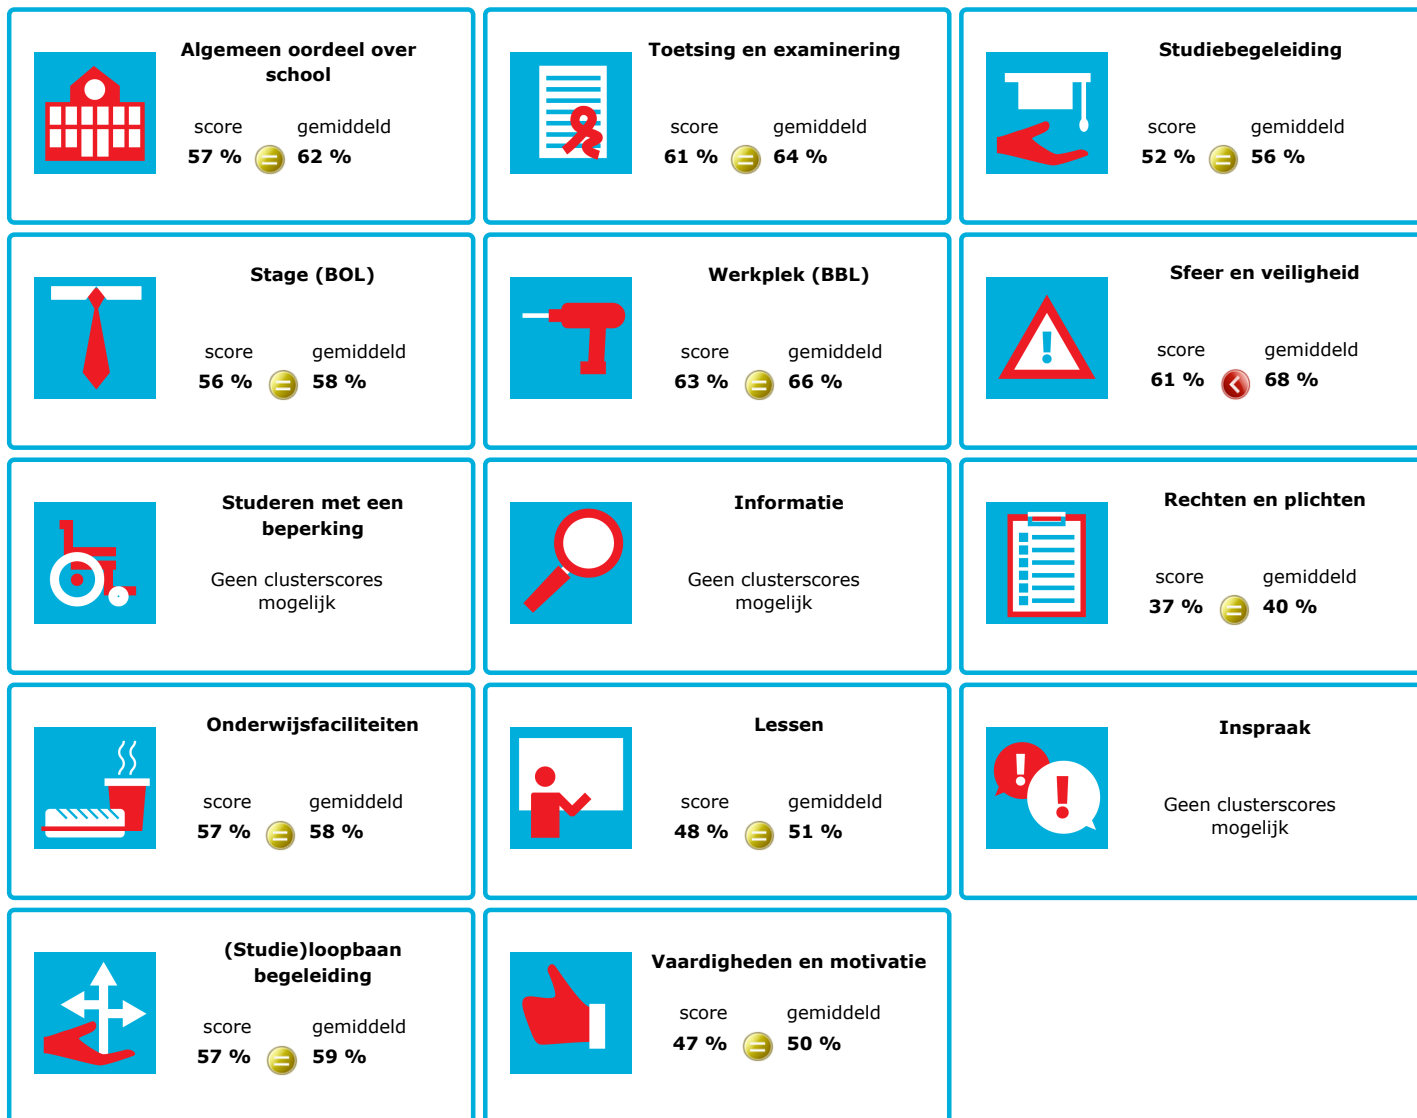 Algemeen oordeel over
school
score gemiddeld
57 % = 62 %
Toetsing en examinering
score gemiddeld
61 % = 64 %
Studiebegeleiding
score gemiddeld
52 % = 56 %
Stage (BOL)
score gemiddeld
56 % = 58 %
Werkplek (BBL)
score gemiddeld
63 % = 66 %
Sfeer en veiligheid
!
score gemiddeld
61 % < 68 %
Studeren met een
beperking
Geen clusterscores
mogelijk
Informatie
Geen clusterscores
mogelijk
Rechten en plichten
score gemiddeld
37 % = 40 %
Onderwijsfaciliteiten
score gemiddeld
57 % = 58 %
Lessen
score gemiddeld
48 % = 51 %
Inspraak
! !
Geen clusterscores
mogelijk
(Studie)loopbaan
begeleiding
score gemiddeld
57 % = 59 %
Vaardigheden en motivatie
score gemiddeld
47 % = 50 %